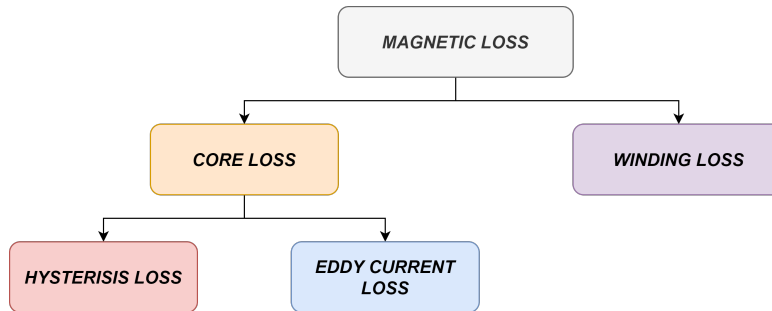 MAGNETIC LOSS
CORE LOSS
WINDING LOSS
HYSTERISIS LOSS
EDDY CURRENT
LOSS